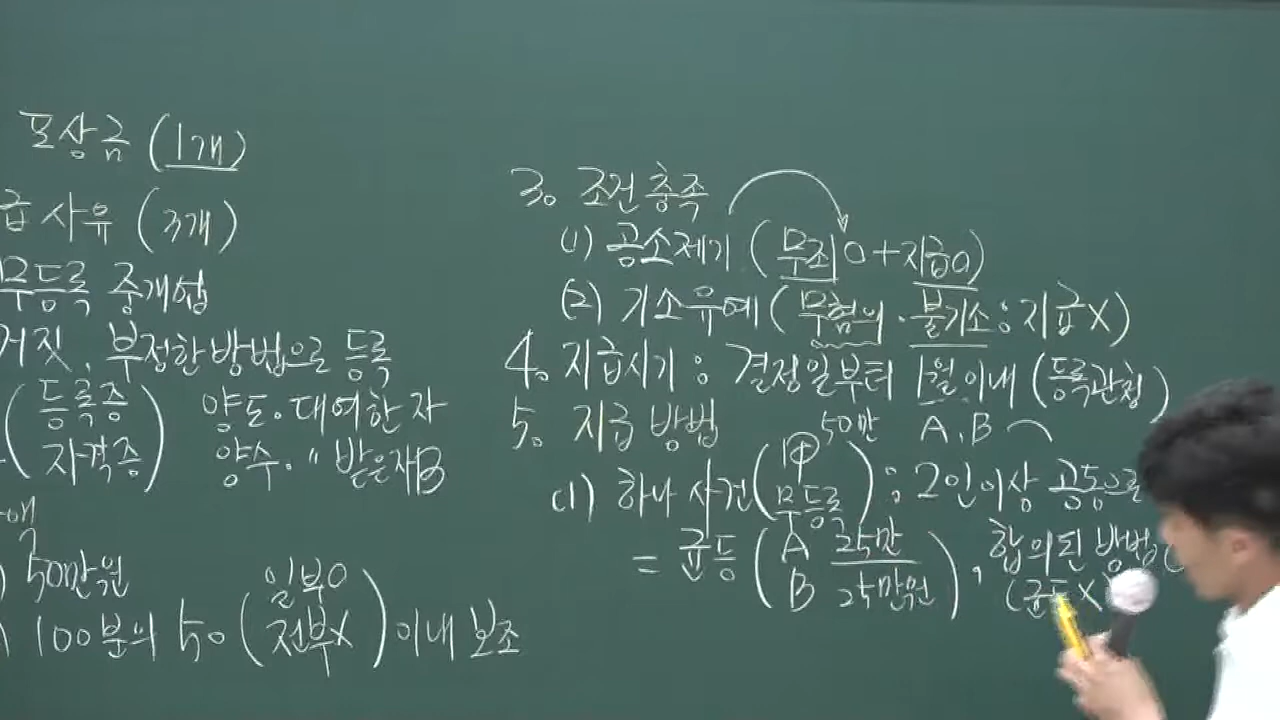 포상금 (1개)
급 사유 (3개)
무등록 중개업
거짓, 부정한 방법으로 등록
(등록증) 양도·대여한 자
(자격증) 양수·〃 받은 자B
50만원
100분의 50 (일부O 전부X) 이내 보조
3. 조건충족
(1) 공소제기 (무죄O+지급O)
(2) 기소유예 (무혐의·불기소: 지급X)
4. 지급시기 : 결정일부터 1월이내 (등록관청)
5. 지급 방법
50만 A.B
(1) 하나 사건 (甲 무등록) : 2인이상 공동으로
= 균등 (A 25만 B 25만원), 합의된 방법
(균등X)